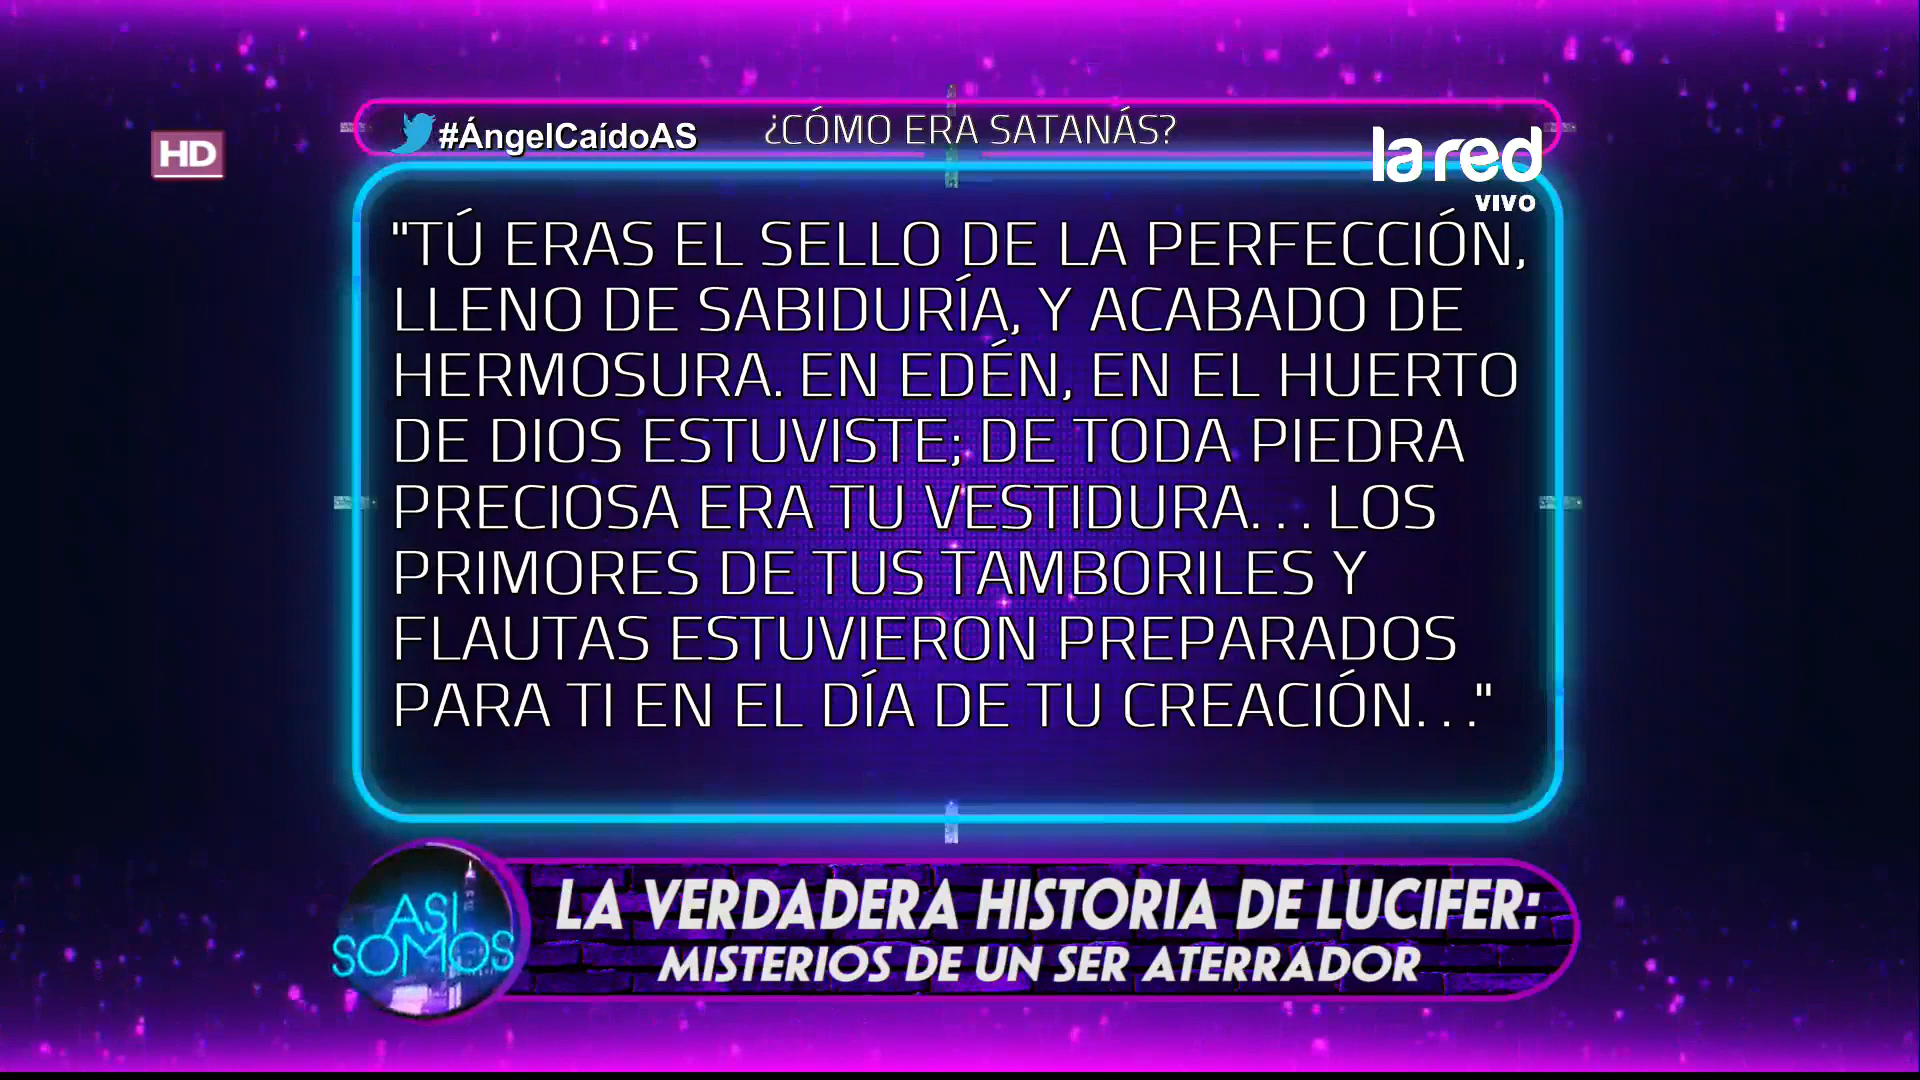 #ÁngelCaídoAS
¿CÓMO ERA SATANÁS?
HD
la red
VIVO
"TÚ ERAS EL SELLO DE LA PERFECCIÓN,
LLENO DE SABIDURÍA, Y ACABADO DE
HERMOSURA. EN EDÉN, EN EL HUERTO
DE DIOS ESTUVISTE; DE TODA PIEDRA
PRECIOSA ERA TU VESTIDURA... LOS
PRIMORES DE TUS TAMBORILES Y
FLAUTAS ESTUVIERON PREPARADOS
PARA TI EN EL DÍA DE TU CREACIÓN..."
ASI
SOMOS
LA VERDADERA HISTORIA DE LUCIFER:
MISTERIOS DE UN SER ATERRADOR